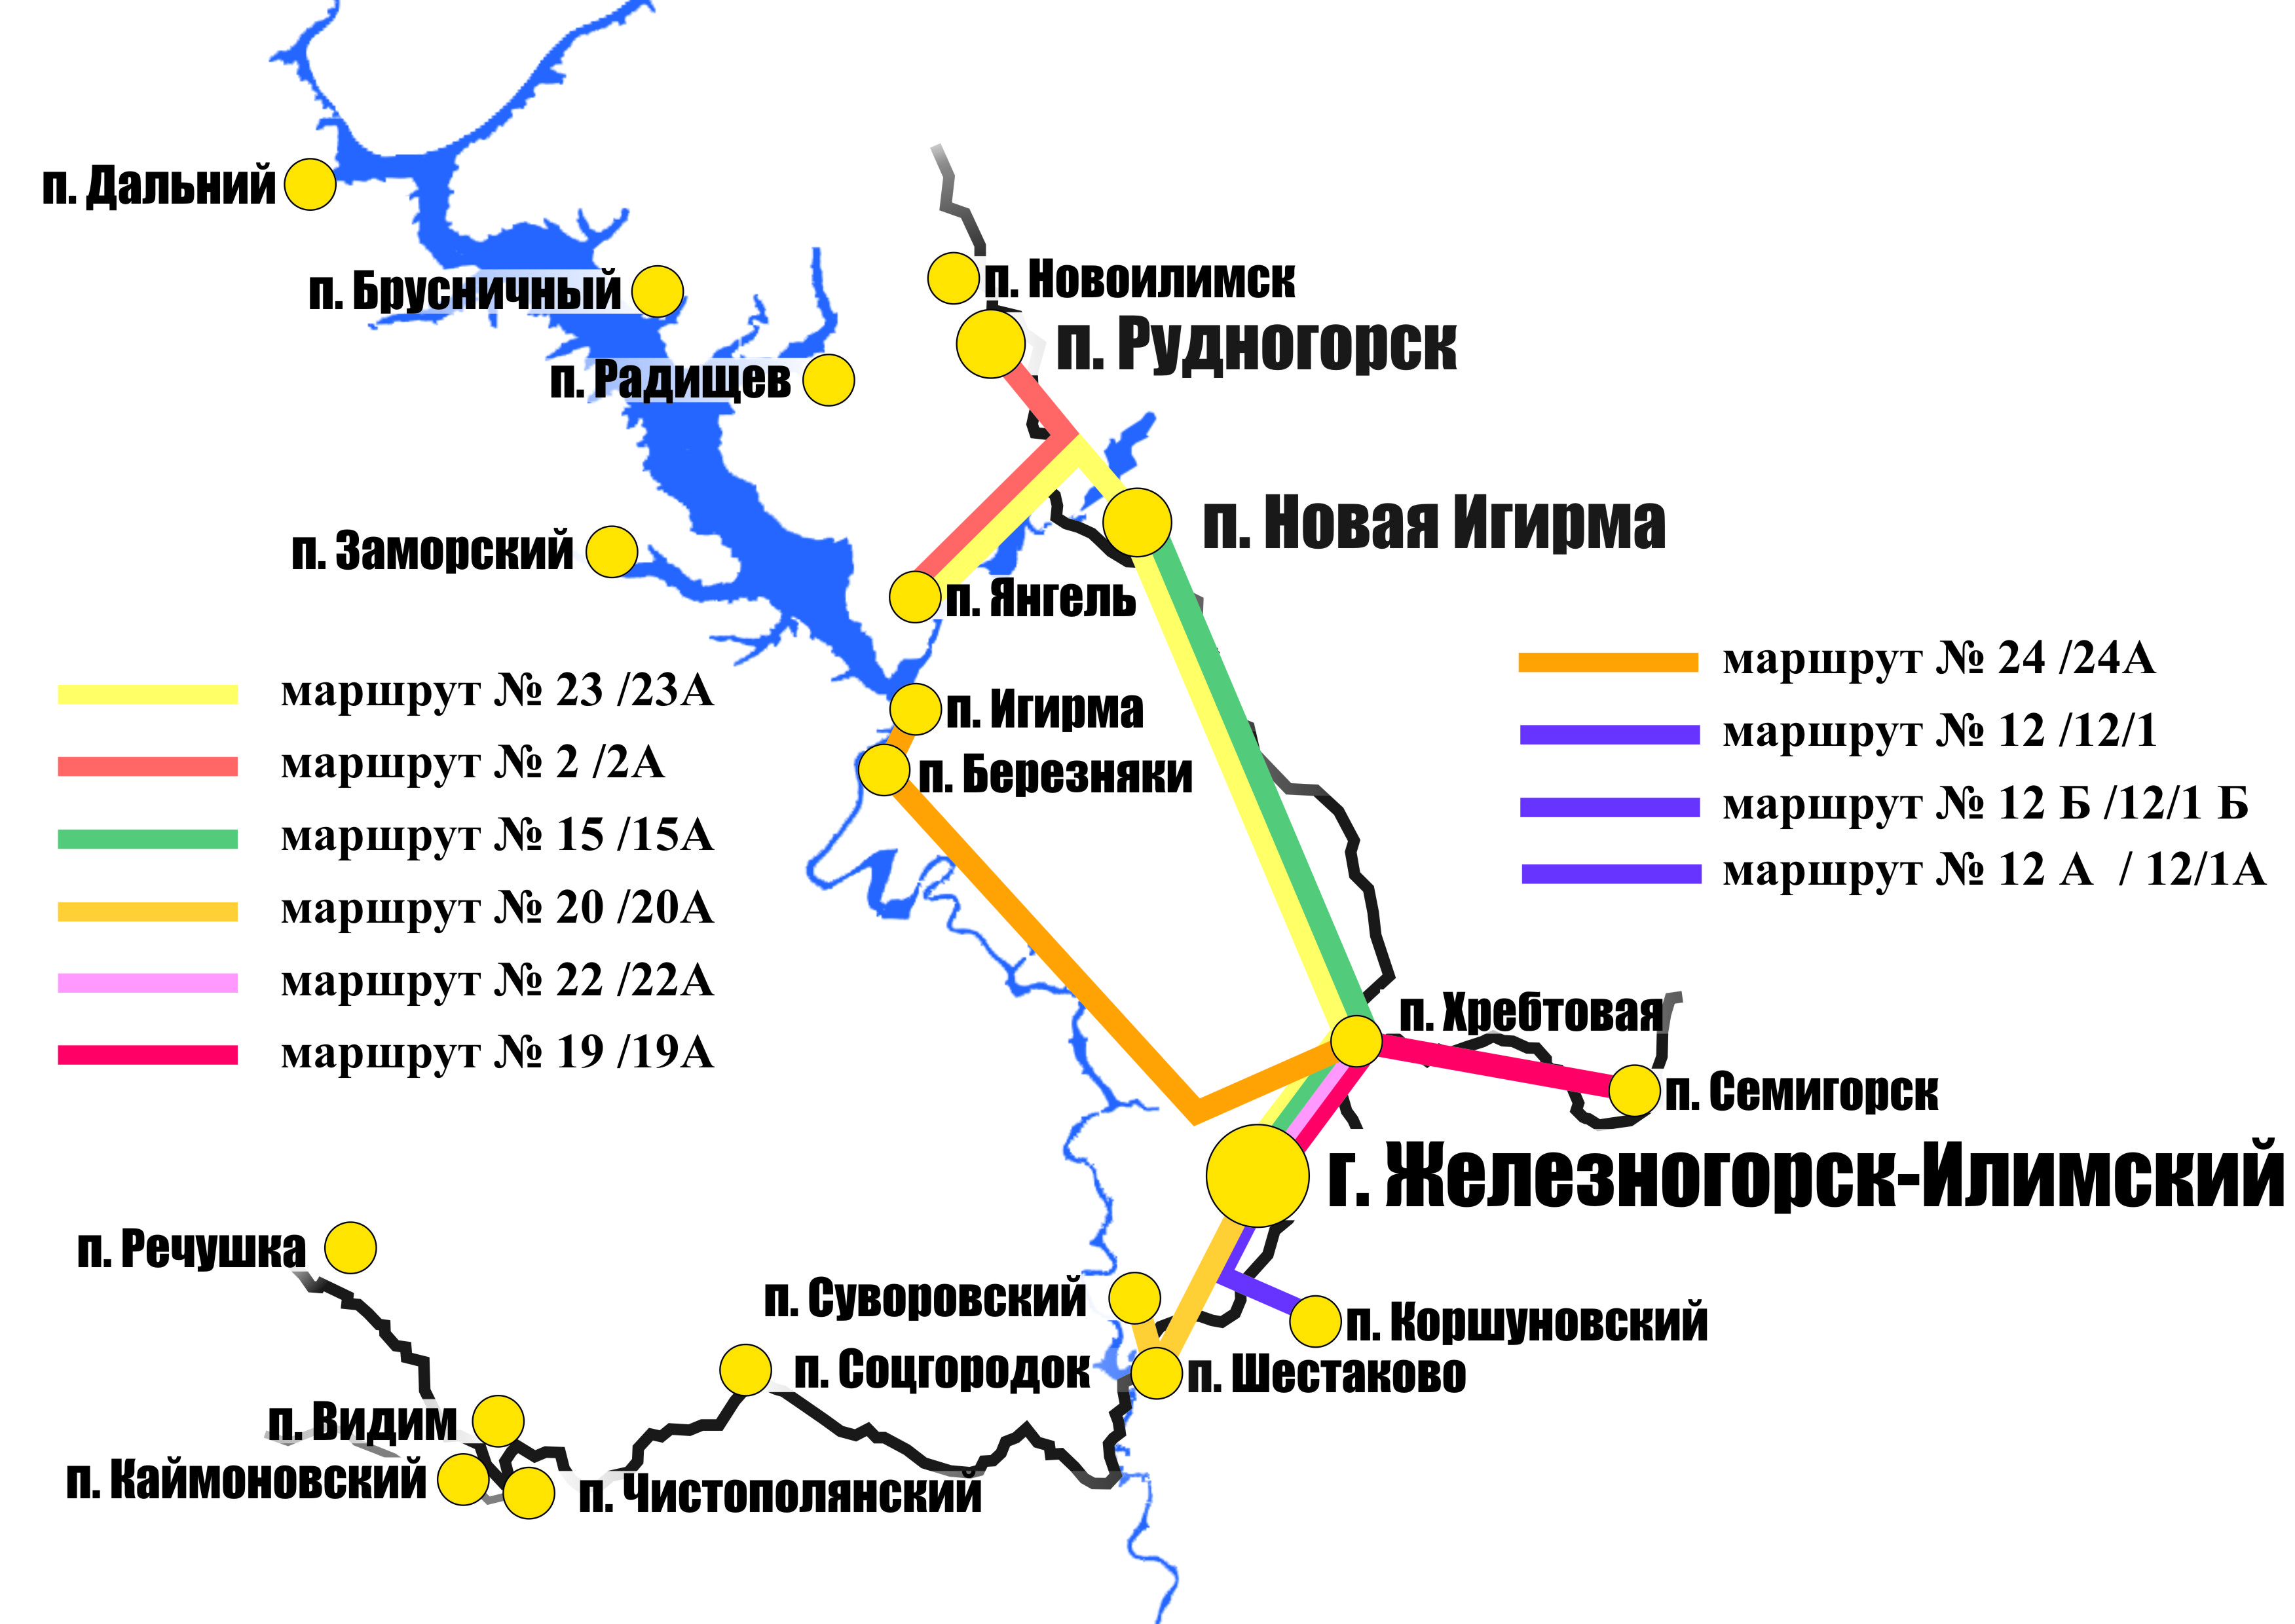 п. Дальний
п. Брусничный
п. Новоилимск
п. Рудногорск
п. Радищев
п. Новая Игирма
п. Заморский
п. Янгель
п. Игирма
п. Березняки
маршрут № 23 /23А
маршрут № 2 /2А
маршрут № 15 /15А
маршрут № 20 /20А
маршрут № 22 /22А
маршрут № 19 /19А
маршрут № 24 /24А
маршрут № 12 /12/1
маршрут № 12 Б /12/1 Б
маршрут № 12 А / 12/1А
п. Хребтовая
п. Семигорск
г. Железногорск-Илимский
п. Речушка
п. Суворовский
п. Коршуновский
п. Соцгородок
п. Шестаково
п. Видим
п. Каймоновский
п. Чистополянский